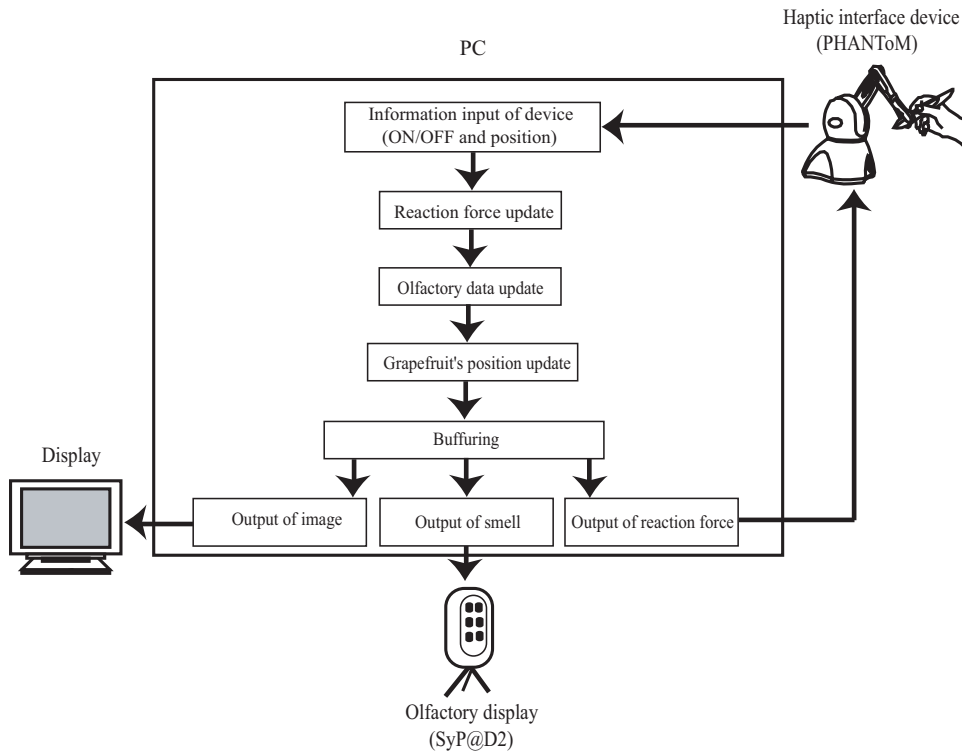 Haptic interface device
(PHANToM)
PC
Information input of device
(ON/OFF and position)
Reaction force update
Olfactory data update
Grapefruit's position update
Buffuring
Display
Output of image
Output of smell
Output of reaction force
Olfactory display
(SyP@D2)